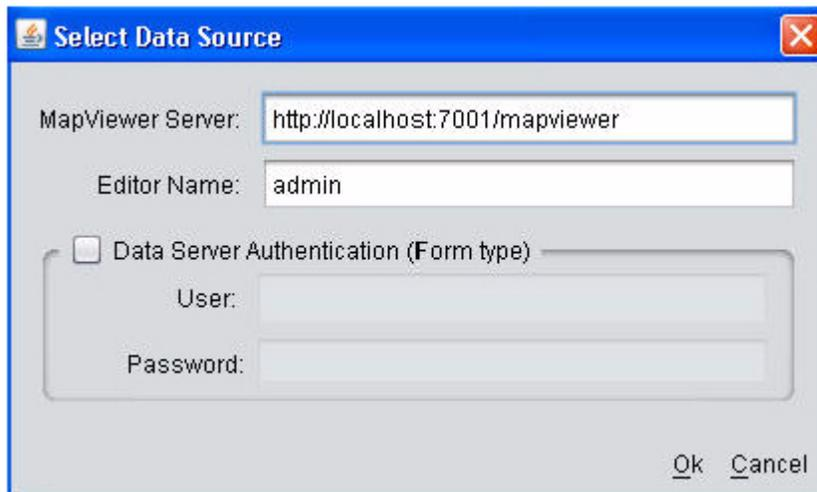 Select Data Source
MapViewer Server: http://localhost:7001/mapviewer
Editor Name: admin
Data Server Authentication (Form type)
User:
Password:
Ok Cancel